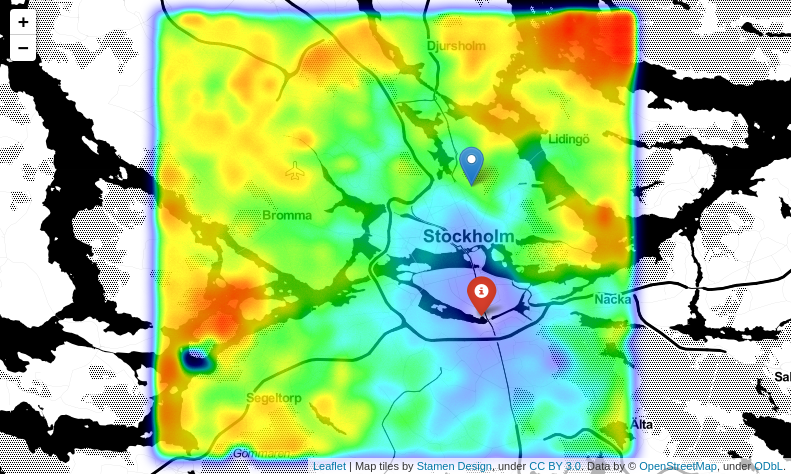 +
−
Djursholm
Lidingö
Bromma
Stockholm
i
Nacka
Segeltorp
Sal
Älta
Gömmaren
Leaflet | Map tiles by Stamen Design, under CC BY 3.0. Data by © OpenStreetMap, under ODbL.